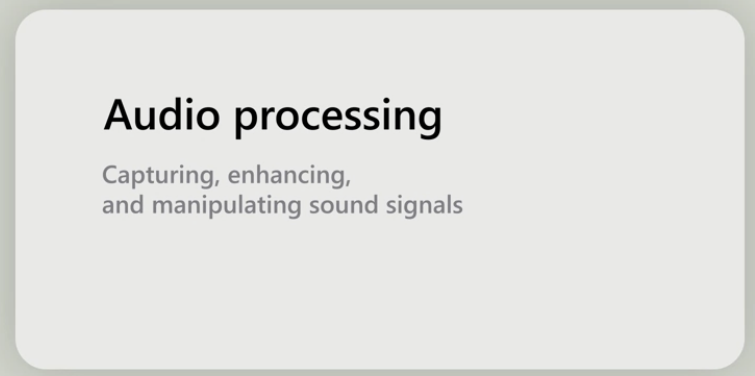 Audio processing
Capturing, enhancing,
and manipulating sound signals